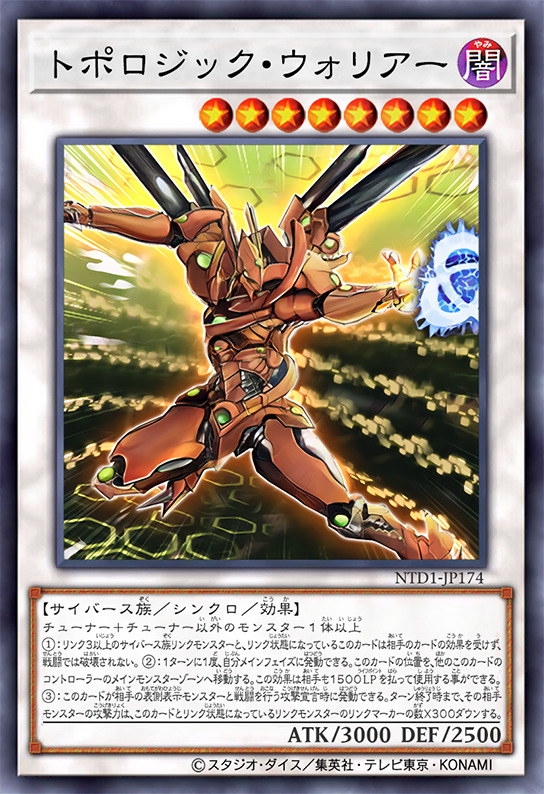 トポロジック・ウォリアー
闇
NTD1-JP174
【サイバース族／シンクロ／効果】
チューナー＋チューナー以外のモンスター１体以上
①：リンク3以上のサイバース族リンクモンスターと、リンク状態になっているこのカードは相手のカードの効果を受けず、
戦闘では破壊されない。②：1ターンに1度、自分メインフェイズに発動できる。このカードの位置を、他のこのカードの
コントローラーのメインモンスターゾーンへ移動する。この効果は相手も1500LPを払って使用する事ができる。
③：このカードが相手の表側表示モンスターと戦闘を行う攻撃宣言時に発動できる。ターン終了時まで、その相手
モンスターの攻撃力は、このカードとリンク状態になっているリンクモンスターのリンクマーカーの数×300ダウンする。
ATK/3000 DEF/2500
©スタジオ・ダイス／集英社・テレビ東京・KONAMI